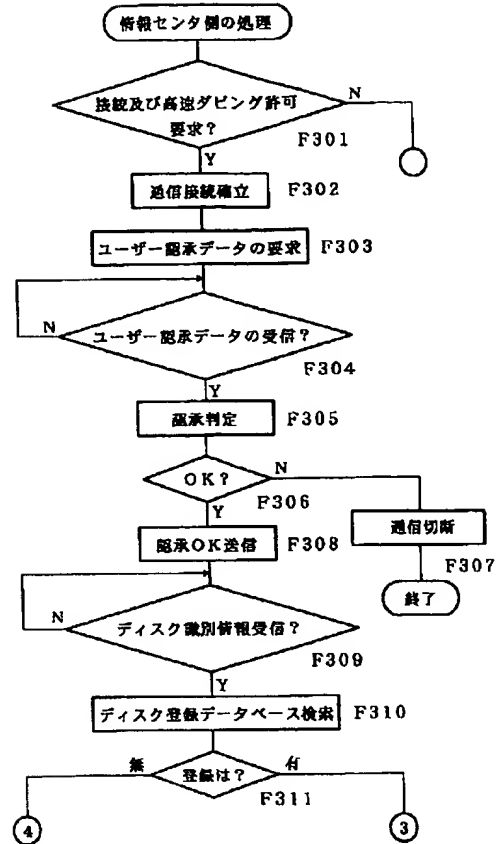 情報センタ側の処理
接続及び高速ダビング許可
要求？
N
F301
Y
通信接続確立
F302
ユーザー認承データの要求
F303
ユーザー認承データの受信？
N
F304
Y
認承判定
F305
OK？
N
F306
Y
認承OK送信
F308
通信切断
F307
終了
ディスク識別情報受信？
N
F309
Y
ディスク登録データベース検索
F310
無
登録は？
有
F311
4
3